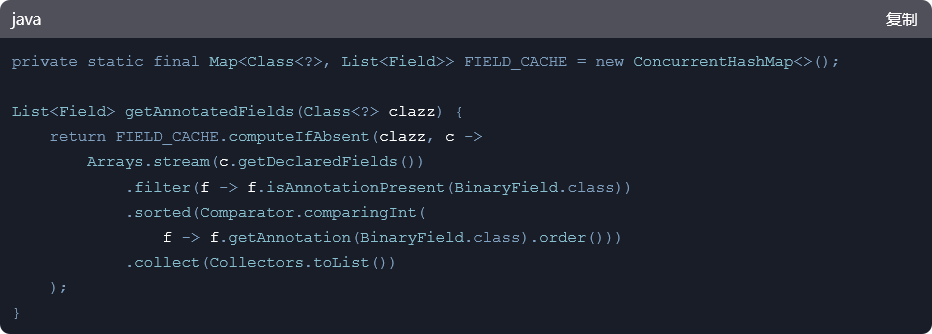 java
复制
private static final Map<Class<?>, List<Field>> FIELD_CACHE = new ConcurrentHashMap<>();

List<Field> getAnnotatedFields(Class<?> clazz) {
    return FIELD_CACHE.computeIfAbsent(clazz, c ->
        Arrays.stream(c.getDeclaredFields())
            .filter(f -> f.isAnnotationPresent(BinaryField.class))
            .sorted(Comparator.comparingInt(
                f -> f.getAnnotation(BinaryField.class).order()))
            .collect(Collectors.toList())
    );
}